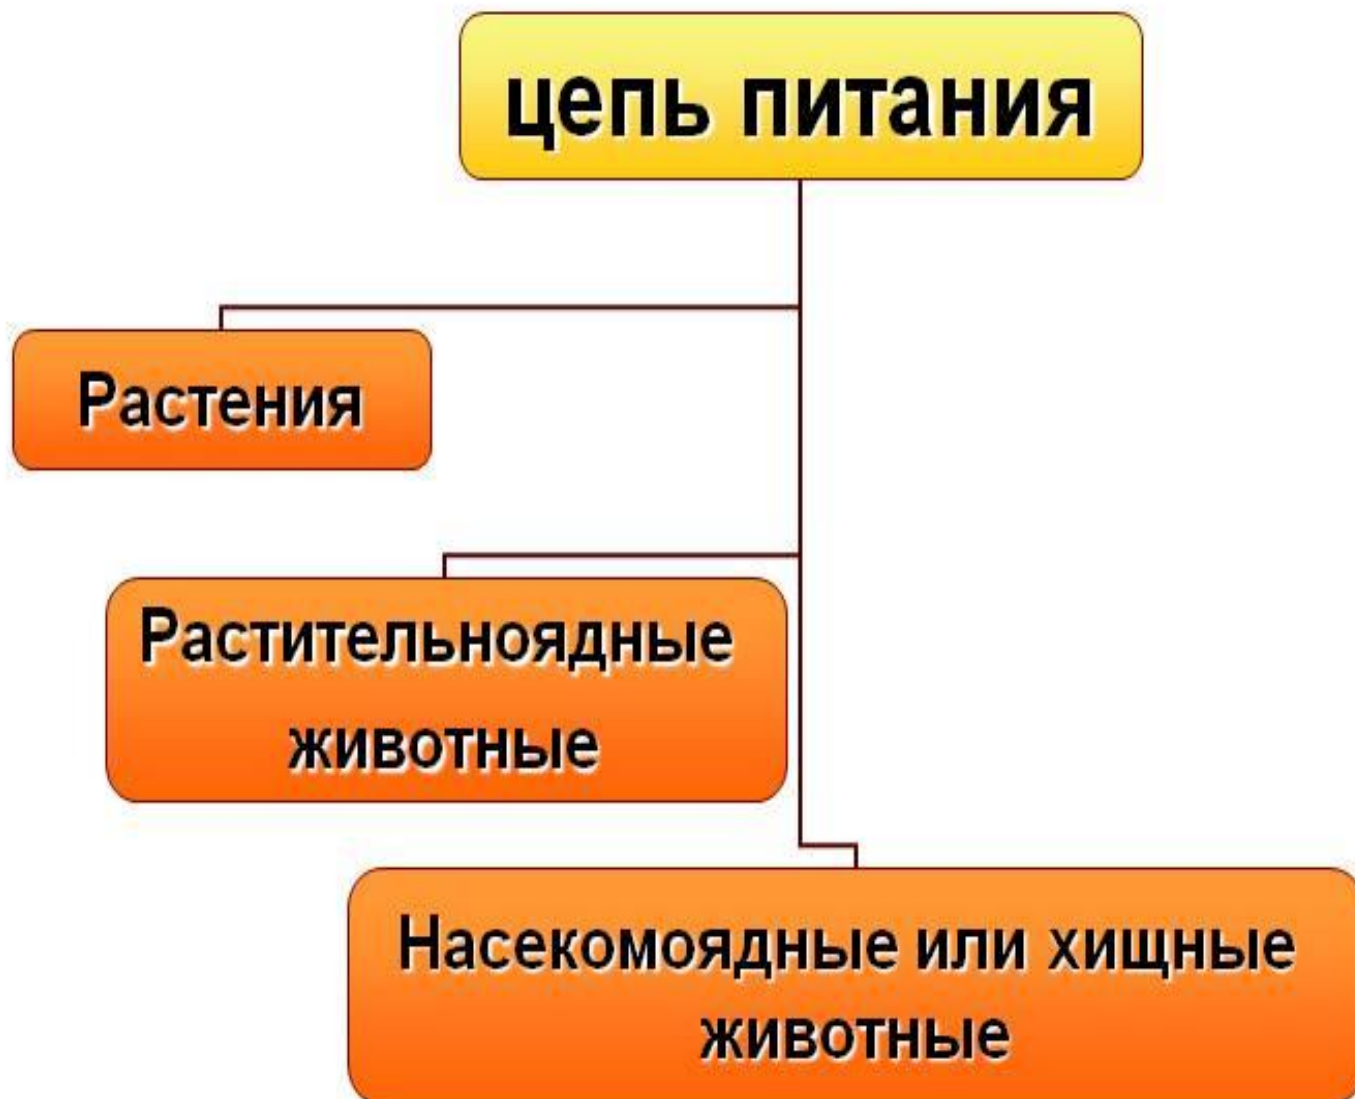 цепь питания
Растения
Растительноядные
животные
Насекомоядные или хищные
животные